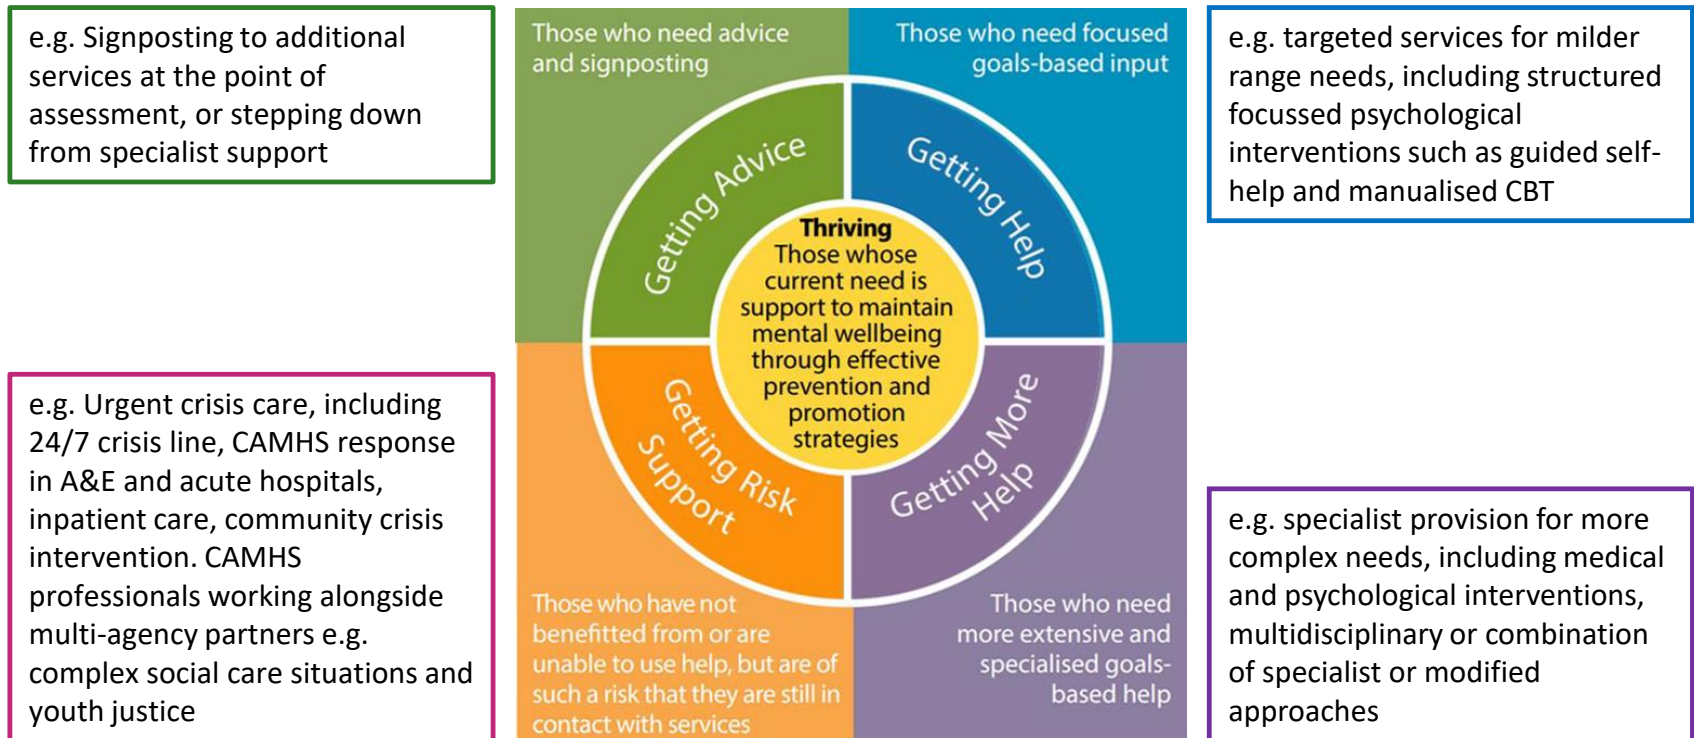 e.g. Signposting to additional
services at the point of
assessment, or stepping down
from specialist support
Those who need advice
and signposting
Those who need focused
goals-based input
e.g. targeted services for milder
range needs, including structured
focussed psychological
interventions such as guided self-
help and manualised CBT
Getting Advice
Getting Help
Thriving
Those whose
current need is
support to maintain
mental wellbeing
through effective
prevention and
promotion
strategies
Getting Risk
Support
Getting More
Help
e.g. Urgent crisis care, including
24/7 crisis line, CAMHS response
in A&E and acute hospitals,
inpatient care, community crisis
intervention. CAMHS
professionals working alongside
multi-agency partners e.g.
complex social care situations and
youth justice
Those who have not
benefitted from or are
unable to use help, but are of
such a risk that they are still in
contact with services
Those who need
more extensive and
specialised goals-
based help
e.g. specialist provision for more
complex needs, including medical
and psychological interventions,
multidisciplinary or combination
of specialist or modified
approaches